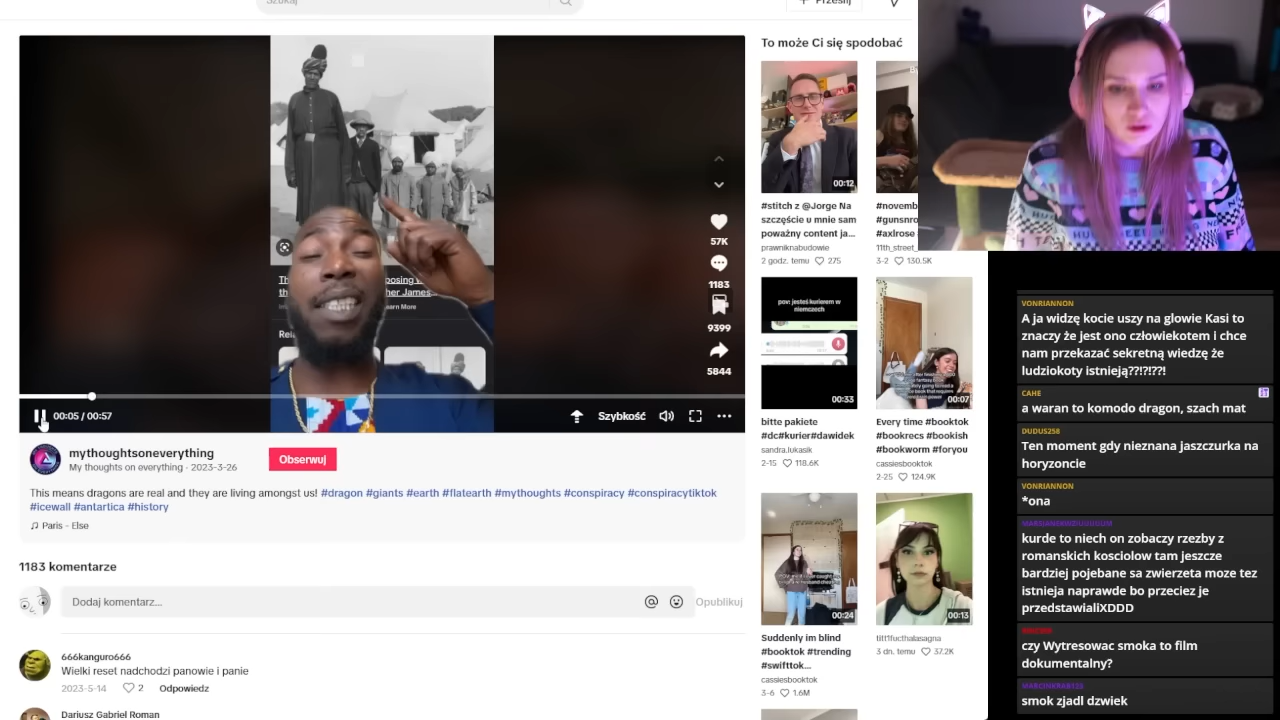 Szukaj
Prześlij
00:05 / 00:57
Szybkość
57K
1183
9399
5844
mythoughtsoneverything
My thoughts on everything · 2023-3-26
Obserwuj
This means dragons are real and they are living amongst us! #dragon #giants #earth #flatearth #mythoughts #conspiracy #conspiracytiktok
#icewall #antartica #history
Paris - Else
1183 komentarze
Dodaj komentarz...
Opublikuj
666kanguro666
Wielki reset nadchodzi panowie i panie
2023-5-14
2
Odpowiedz
Dariusz Gabriel Roman
To może Ci się spodobać
00:12
#stitch z @Jorge Na
szczęście u mnie sam
poważny content ja...
prawniknabudowie
2 godz. temu
275
#novemb
#gunsnro
#axlrose
11th_street_
3-2
130.5K
pov: jesteś kurierem w
niemczech
00:33
bitte pakiete
#dc#kurier#dawidek
sandra.lukasik
2-15
118.6K
00:07
Every time #booktok
#bookrecs #bookish
#bookworm #foryou
cassiesbooktok
2-25
124.9K
00:24
Suddenly im blind
#booktok #trending
#swifttok...
cassiesbooktok
3-6
1.6M
00:13
titt1fucthalasagna
3 dn. temu
37.2K
VONRIANNON
A ja widzę kocie uszy na glowie Kasi to
znaczy że jest ono człowiekotem i chce
nam przekazać sekretną wiedzę że
ludziokoty istnieją??!?!??!
CAHE
a waran to komodo dragon, szach mat
DUDUS258
Ten moment gdy nieznana jaszczurka na
horyzoncie
VONRIANNON
*ona
kurde to niech on zobaczy rzezby z
romanskich kosciolow tam jeszcze
bardziej pojebane sa zwierzeta moze tez
istnieja naprawde bo przeciez je
przedstawialiXDDD
czy Wytresowac smoka to film
dokumentalny?
smok zjadl dzwiek